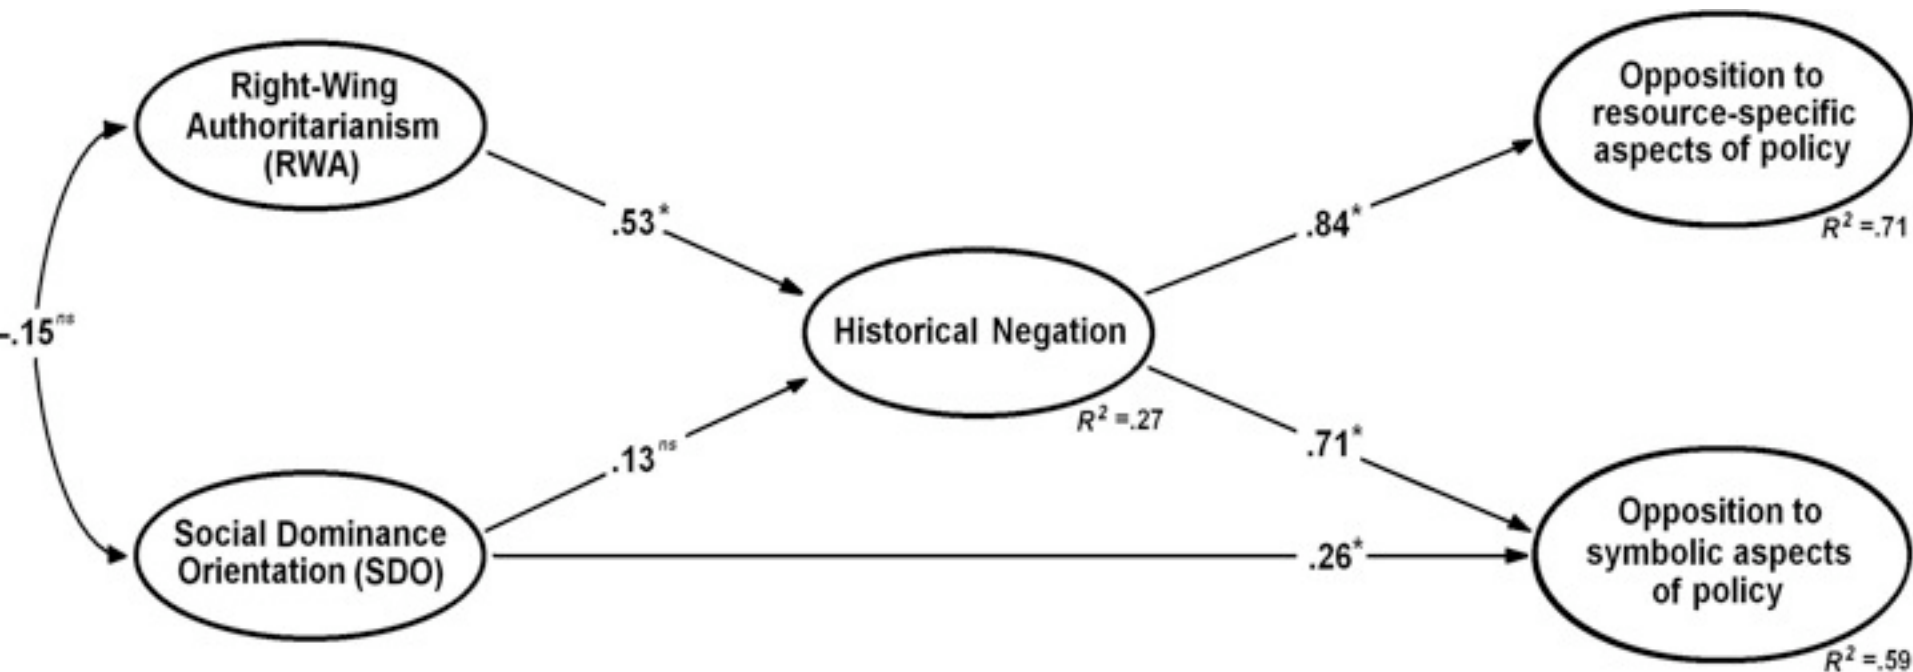 Right-Wing
Authoritarianism
(RWA)
Opposition to
resource-specific
aspects of policy
R² =.71
.53*
.84*
–.15ns
Historical Negation
R² =.27
.13ns
.71*
Social Dominance
Orientation (SDO)
.26*
Opposition to
symbolic aspects
of policy
R² =.59